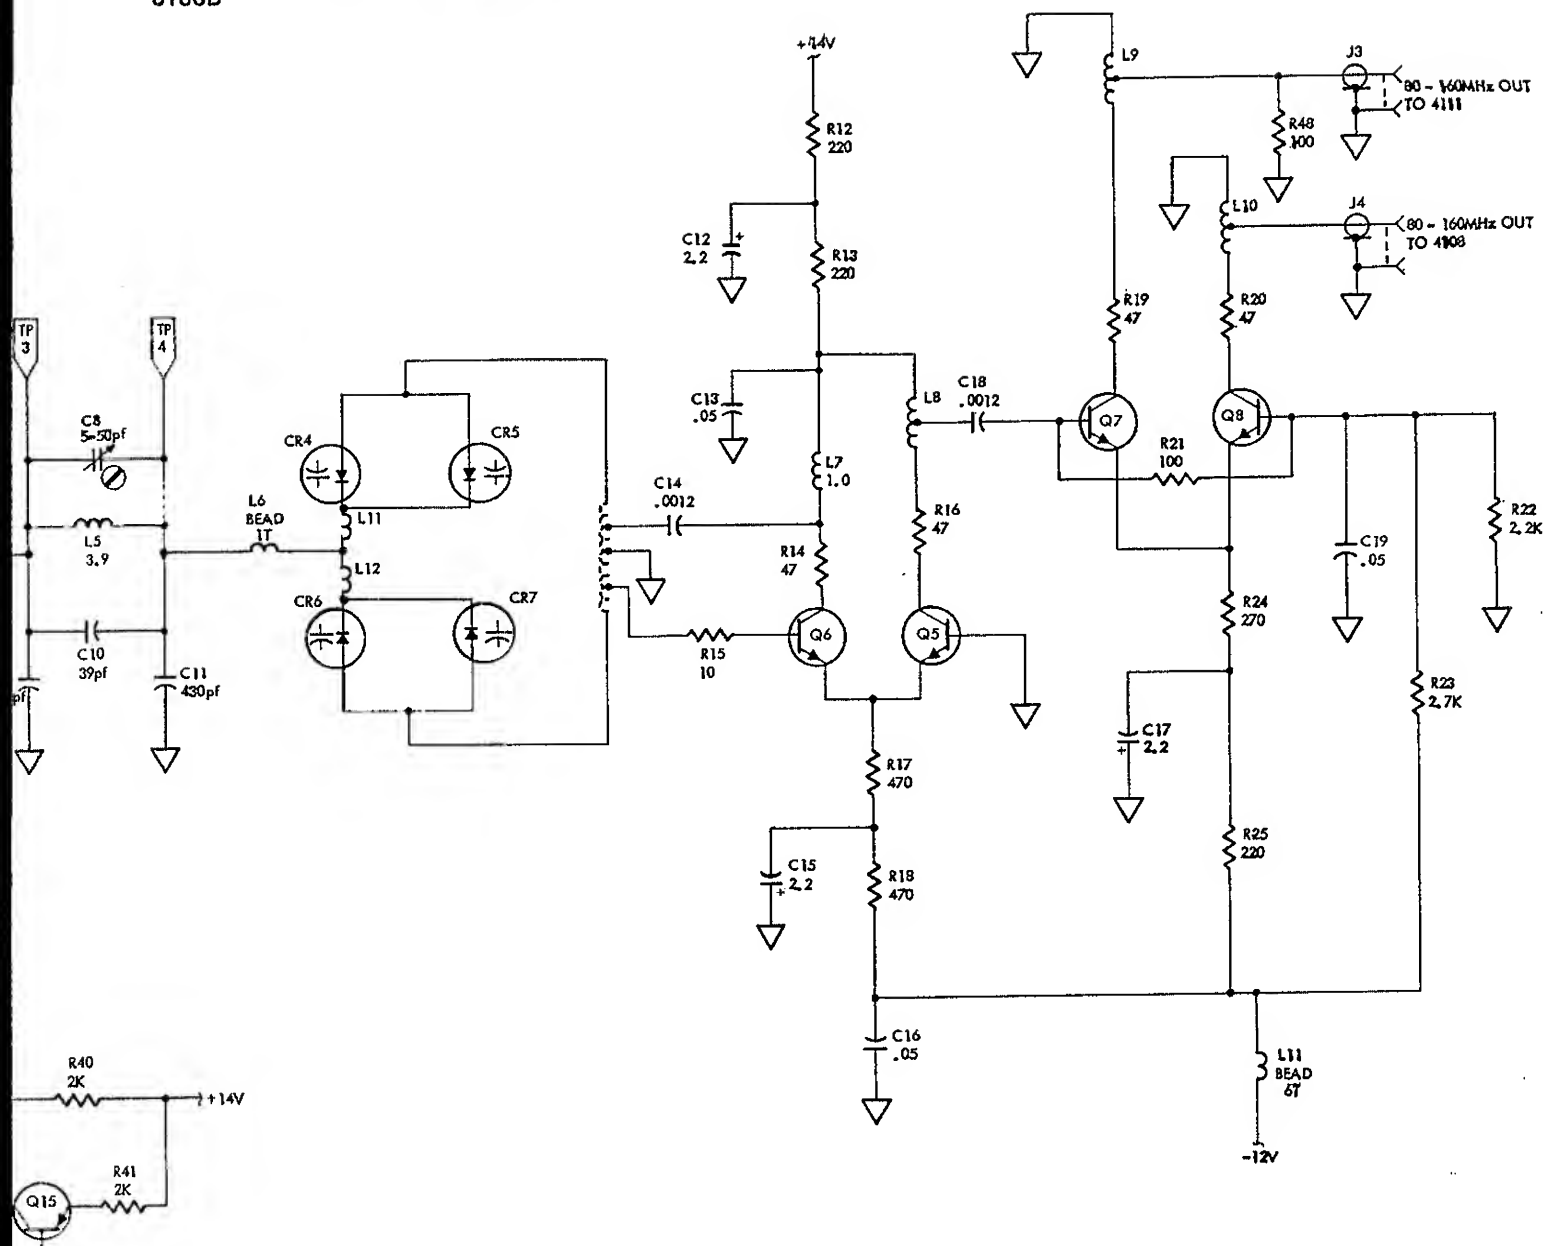 +14V
R12
220
C12
+
2.2
R13
220
L9
J3
80 - 160MHz OUT
TO 4111
R48
100
L10
J4
80 - 160MHz OUT
TO 4108
R19
47
R20
47
TP
3
TP
4
C8
5-50pf
L5
3.9
C10
39pf
C11
430pf
pf
L6
BEAD
1T
CR4
CR5
L11
L12
CR6
CR7
C13
.05
L7
1.0
L8
C18
.0012
Q7
Q8
R21
100
C14
.0012
R14
47
R16
47
R15
10
Q6
Q5
C19
.05
R22
2.2K
R24
270
R23
2.7K
C17
+ 2.2
R17
470
C15
+ 2.2
R18
470
R25
220
C16
.05
L11
BEAD
6T
-12V
R40
2K
+14V
R41
2K
Q15